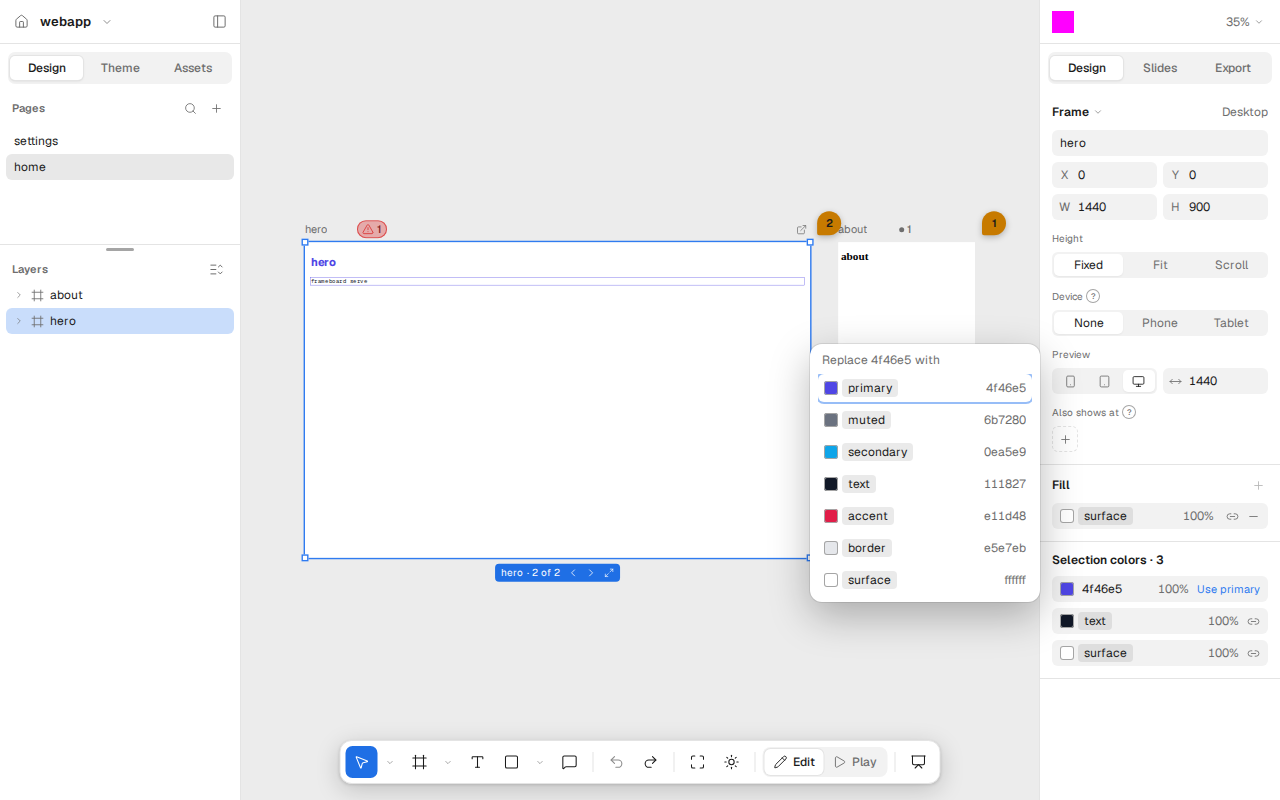 webapp
Design
Theme
Assets
Pages
settings
home
Layers
about
hero
hero
1
2
about
1
1
hero
frameboard serve
about
hero · 2 of 2
Replace 4f46e5 with
primary 4f46e5
muted 6b7280
secondary 0ea5e9
text 111827
accent e11d48
border e5e7eb
surface ffffff
Edit
Play
35%
Design
Slides
Export
Frame
Desktop
hero
X 0
Y 0
W 1440
H 900
Height
Fixed
Fit
Scroll
Device ?
None
Phone
Tablet
Preview
1440
Also shows at ?
Fill
surface 100%
Selection colors · 3
4f46e5 100% Use primary
text 100%
surface 100%